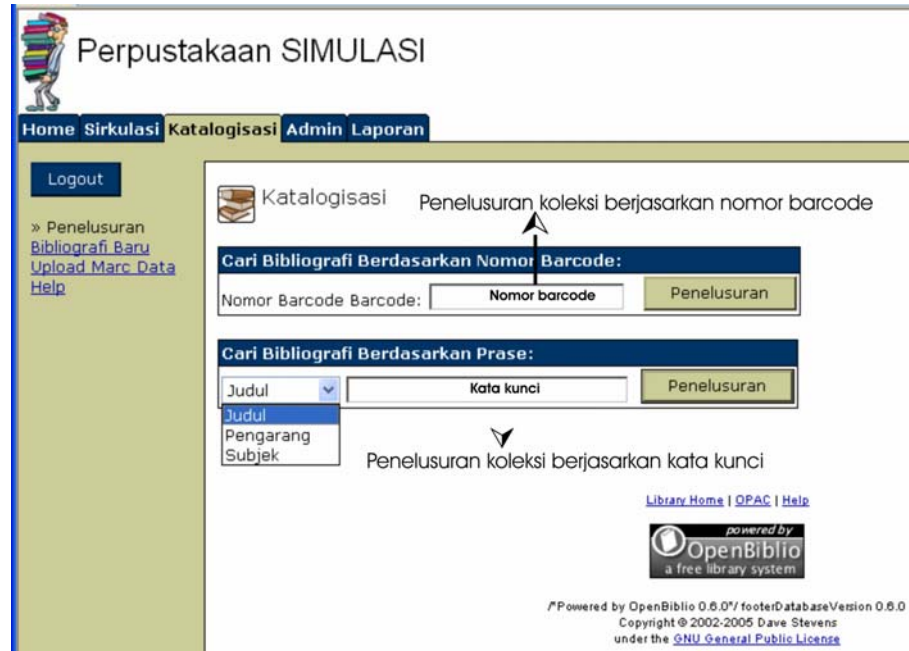 Perpustakaan SIMULASI
Home Sirkulasi Katalogisasi Admin Laporan
Logout
» Penelusuran
Bibliografi Baru
Upload Marc Data
Help
Katalogisasi
Penelusuran koleksi berjasarkan nomor barcode
Cari Bibliografi Berdasarkan Nomor Barcode:
Nomor Barcode Barcode: Nomor barcode Penelusuran
Cari Bibliografi Berdasarkan Prase:
Judul Kata kunci Penelusuran
Judul
Pengarang
Subjek
Penelusuran koleksi berjasarkan kata kunci
Library Home | OPAC | Help
powered by
OpenBiblio
a free library system
/*Powered by OpenBiblio 0.6.0*/ footerDatabaseVersion 0.6.0
Copyright © 2002-2005 Dave Stevens
under the GNU General Public License